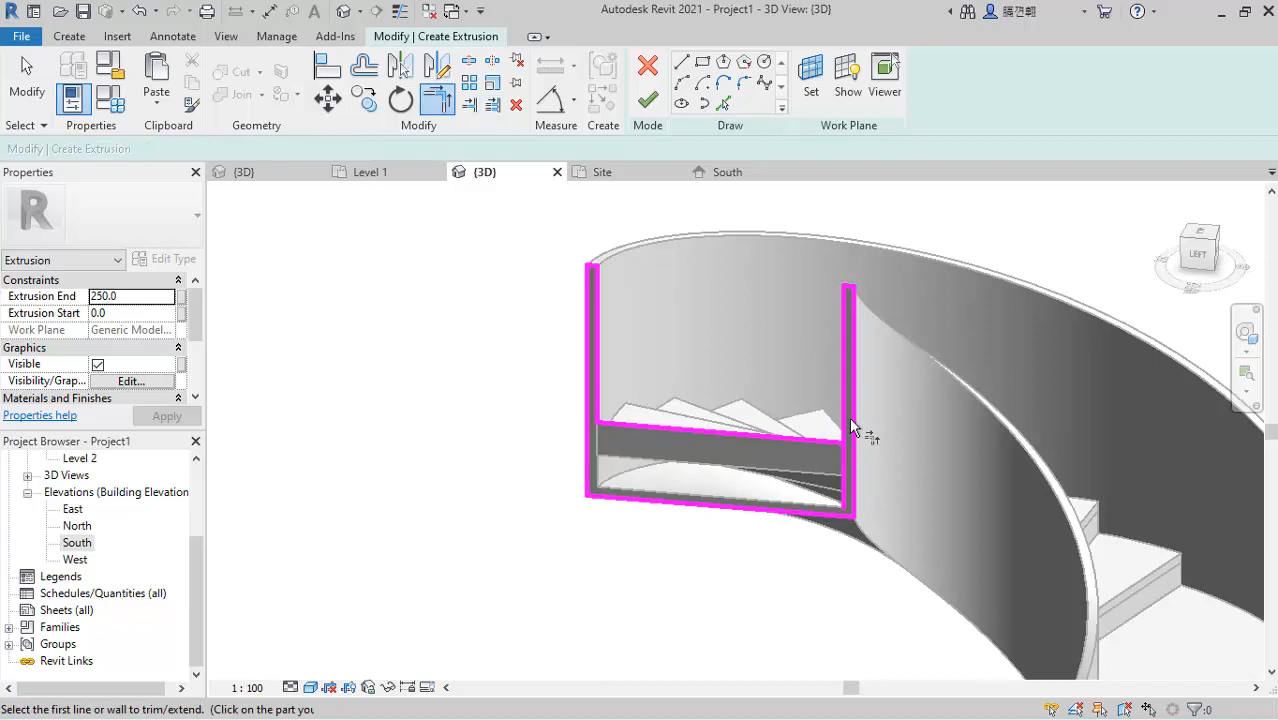 Autodesk Revit 2021 - Project1 - 3D View: {3D}
File Create Insert Annotate View Manage Add-Ins Modify | Create Extrusion
Modify Cut Join Paste Set Show Viewer
Select Properties Clipboard Geometry Modify Measure Create Mode Draw Work Plane
Modify | Create Extrusion
Properties
{3D} Level 1 {3D} Site South
R
Extrusion Edit Type
Constraints
Extrusion End 250.0
Extrusion Start 0.0
Work Plane Generic Model...
Graphics
Visible
Visibility/Grap... Edit...
Materials and Finishes
Properties help Apply
Project Browser - Project1
Level 2
3D Views
Elevations (Building Elevation
East
North
South
West
Legends
Schedules/Quantities (all)
Sheets (all)
Families
Groups
Revit Links
LEFT
1 : 100
Select the first line or wall to trim/extend. (Click on the part you
:0